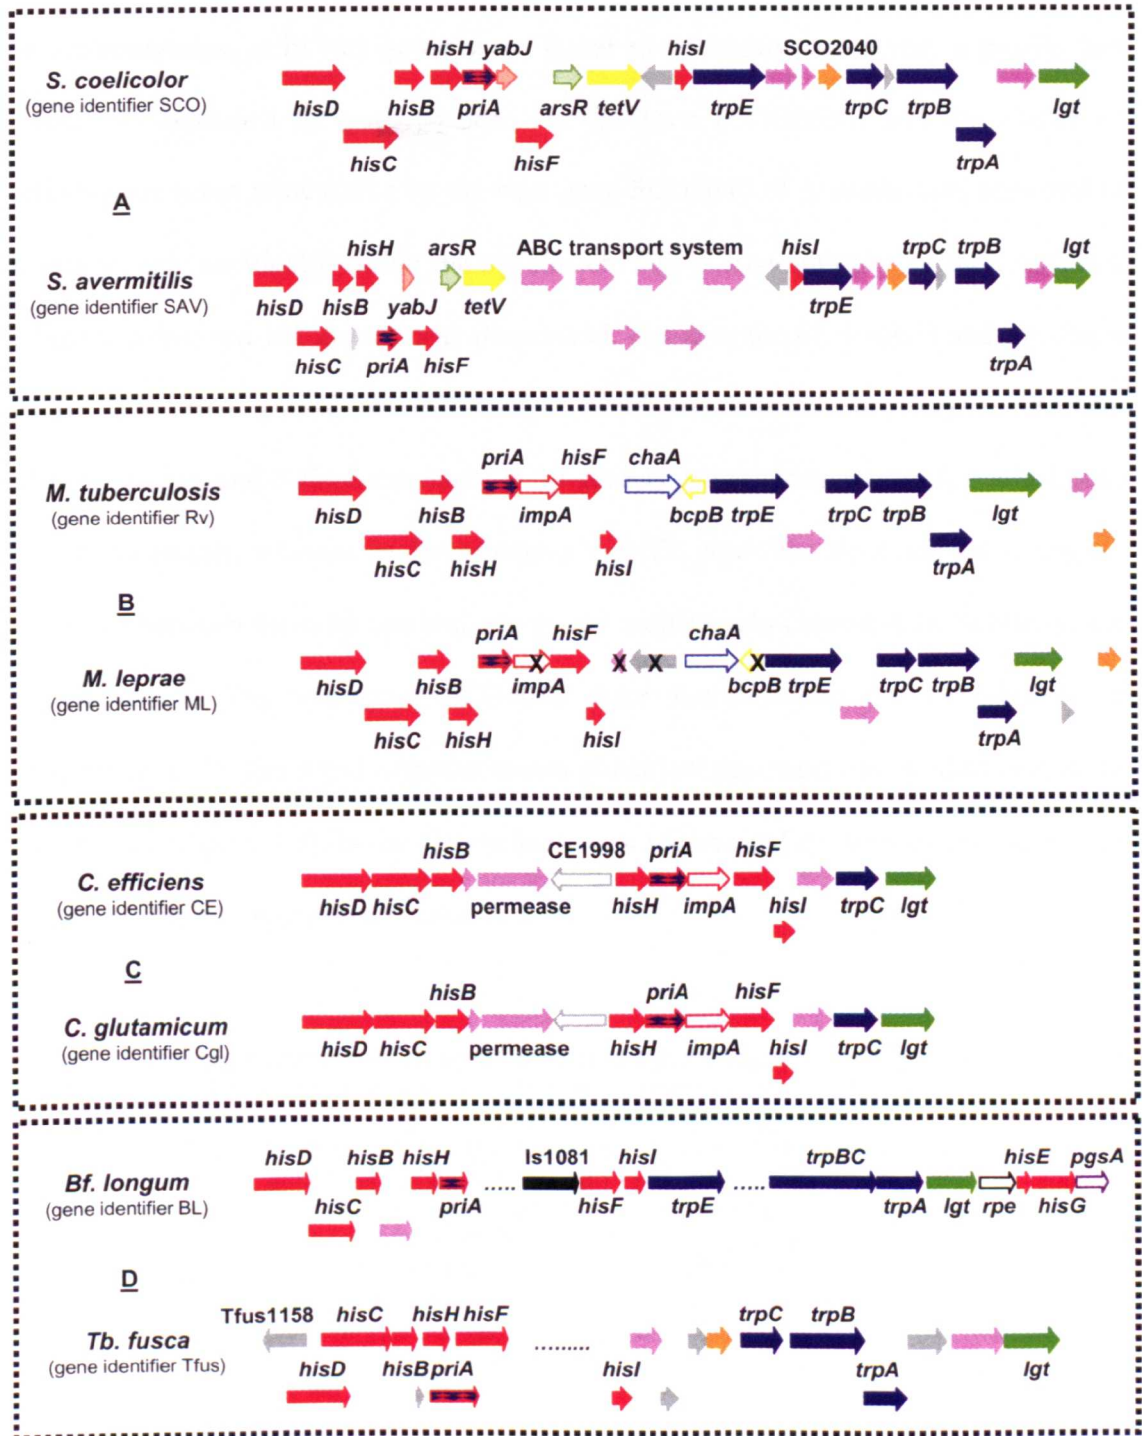 hisH yabJ hisI SCO2040
S. coelicolor
(gene identifier SCO)
hisD hisB priA arsR tetV trpE trpC trpB lgt
hisC hisF trpA
A
hisH arsR ABC transport system hisI trpC trpB lgt
S. avermitilis
(gene identifier SAV)
hisD hisB yabJ tetV trpE
hisC priA hisF trpA
priA hisF chaA
M. tuberculosis
(gene identifier Rv)
hisD hisB impA bcpB trpE trpC trpB lgt
hisC hisH hisI trpA
B
priA hisF chaA
X X X X
M. leprae
(gene identifier ML)
hisD hisB impA bcpB trpE trpC trpB lgt
hisC hisH hisI trpA
hisB CE1998 priA hisF
C. efficiens
(gene identifier CE)
hisD hisC permease hisH impA hisI trpC lgt
C
hisB priA hisF
C. glutamicum
(gene identifier Cgl)
hisD hisC permease hisH impA hisI trpC lgt
hisD hisB hisH Is1081 hisI trpBC hisE pgsA
Bf. longum
(gene identifier BL)
..... .....
hisC priA hisF trpE trpA lgt rpe hisG
D
Tfus1158 hisC hisH hisF trpC trpB
Tb. fusca
(gene identifier Tfus)
.........
hisD hisB priA hisI trpA lgt